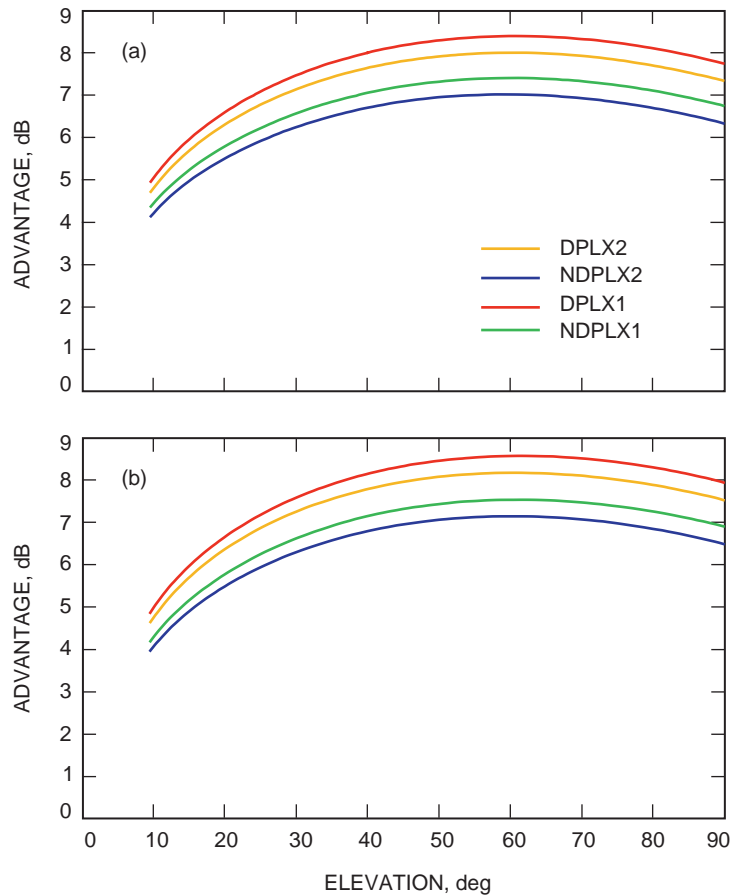 9
8
7
6
5
4
3
2
1
0
ADVANTAGE, dB
(a)
DPLX2
NDPLX2
DPLX1
NDPLX1
9
8
7
6
5
4
3
2
1
0
ADVANTAGE, dB
(b)
0 10 20 30 40 50 60 70 80 90
ELEVATION, deg